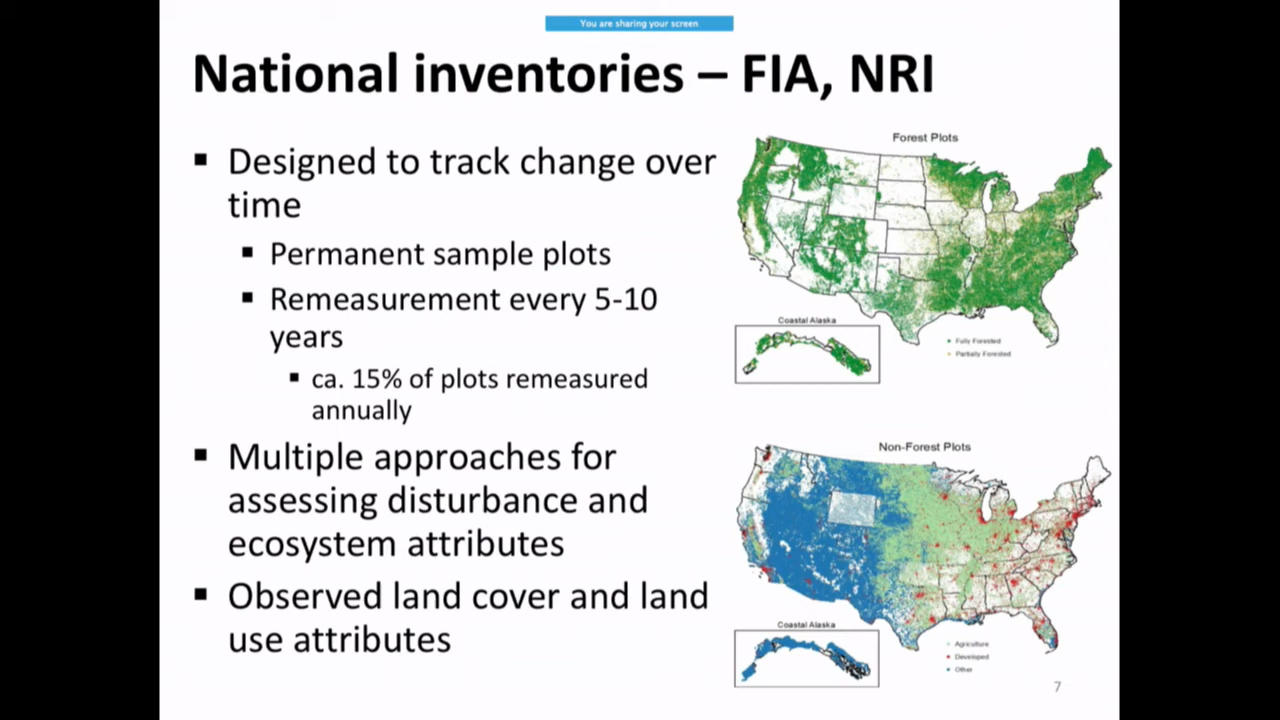 You are sharing your screen
National inventories – FIA, NRI
▪ Designed to track change over
time
▪ Permanent sample plots
▪ Remeasurement every 5-10
years
▪ ca. 15% of plots remeasured
annually
▪ Multiple approaches for
assessing disturbance and
ecosystem attributes
▪ Observed land cover and land
use attributes
Forest Plots
Coastal Alaska
Fully Forested
Partially Forested
Non-Forest Plots
Coastal Alaska
Agriculture
Developed
Other
7